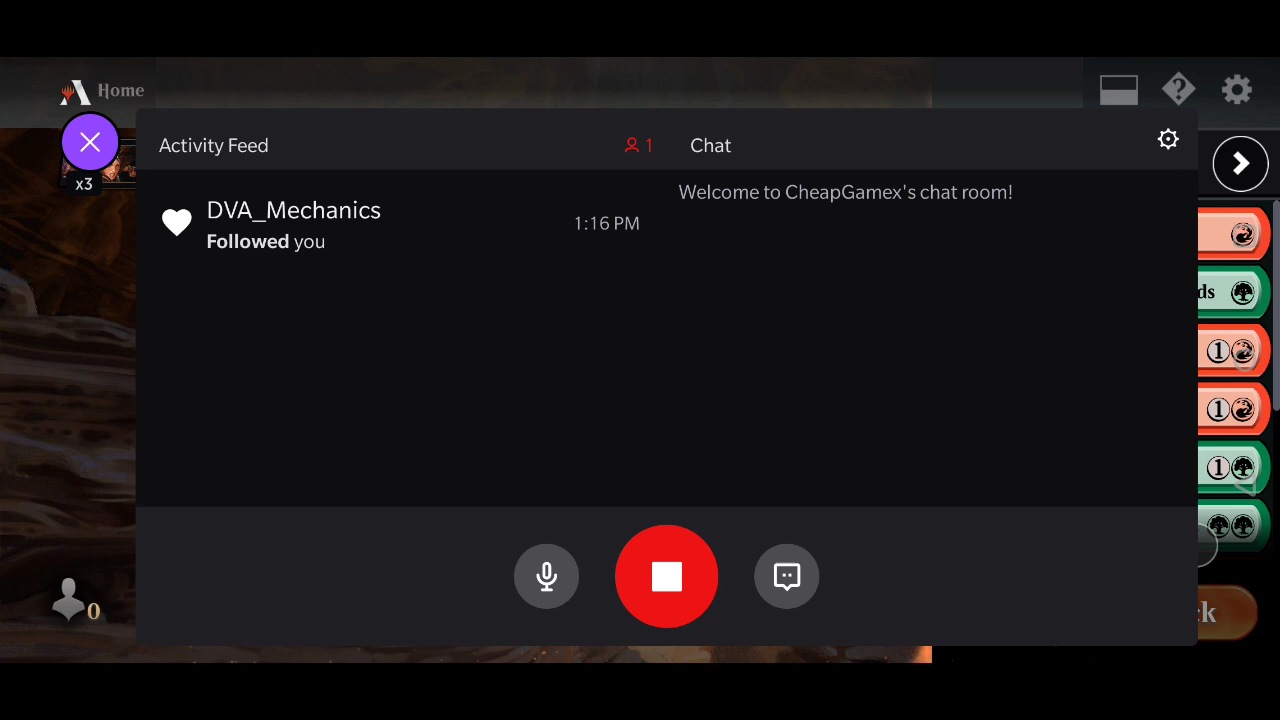 Home
x3
Activity Feed
1
Chat
DVA_Mechanics
Followed you
1:16 PM
Welcome to CheapGamex's chat room!
ds
1
1
1
0
ck